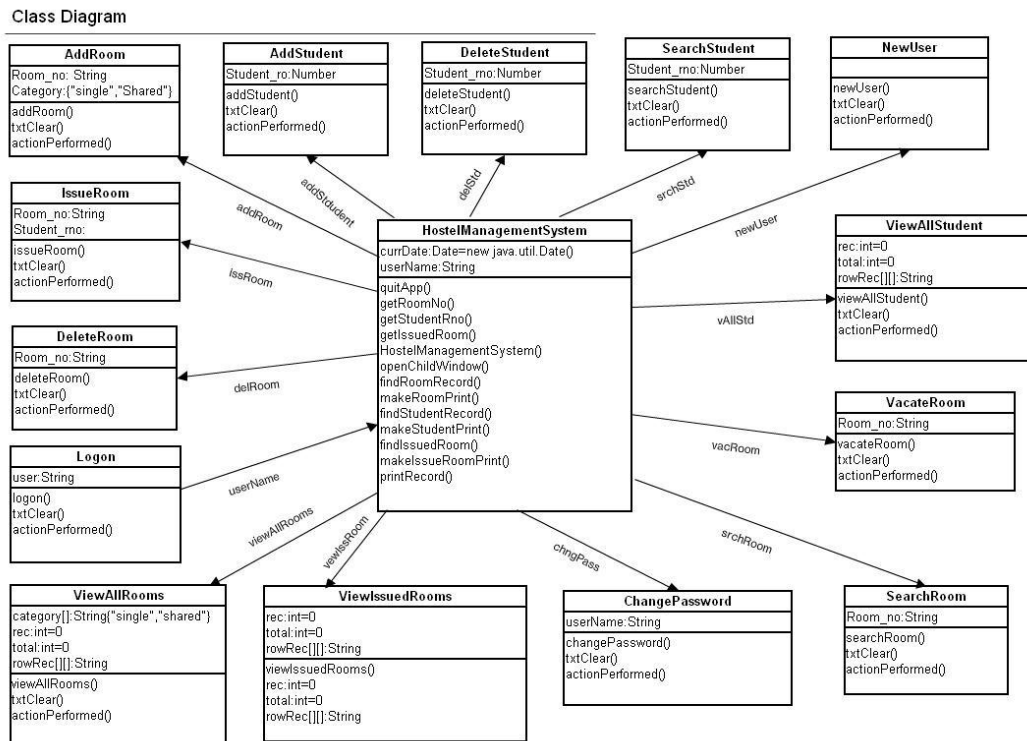 Class Diagram
AddRoom
Room_no: String
Category:{"single","Shared"}
addRoom()
txtClear()
actionPerformed()
AddStudent
Student_ro:Number
addStudent()
txtClear()
actionPerformed()
DeleteStudent
Student_rno:Number
deleteStudent()
txtClear()
actionPerformed()
SearchStudent
Student_rno:Number
searchStudent()
txtClear()
actionPerformed()
NewUser
newUser()
txtClear()
actionPerformed()
addRoom
addStdudent
delStd
srchStd
newUser
IssueRoom
Room_no:String
Student_rno:
issueRoom()
txtClear()
actionPerformed()
issRoom
HostelManagementSystem
currDate:Date=new java.util.Date()
userName:String
quitApp()
getRoomNo()
getStudentRno()
getIssuedRoom()
HostelManagementSystem()
openChildWindow()
findRoomRecord()
makeRoomPrint()
findStudentRecord()
makeStudentPrint()
findIssuedRoom()
makeIssueRoomPrint()
printRecord()
ViewAllStudent
rec:int=0
total:int=0
rowRec[][]:String
viewAllStudent()
txtClear()
actionPerformed()
vAllStd
DeleteRoom
Room_no:String
deleteRoom()
txtClear()
actionPerformed()
delRoom
VacateRoom
Room_no:String
vacateRoom()
txtClear()
actionPerformed()
vacRoom
Logon
user:String
logon()
txtClear()
actionPerformed()
userName
viewAllRooms
vewIssRoom
chngPass
srchRoom
ViewAllRooms
category[]:String{"single","shared"}
rec:int=0
total:int=0
rowRec[][]:String
viewAllRooms()
txtClear()
actionPerformed()
ViewIssuedRooms
rec:int=0
total:int=0
rowRec[][]:String
viewIssuedRooms()
rec:int=0
total:int=0
rowRec[][]:String
ChangePassword
userName:String
changePassword()
txtClear()
actionPerformed()
SearchRoom
Room_no:String
searchRoom()
txtClear()
actionPerformed()